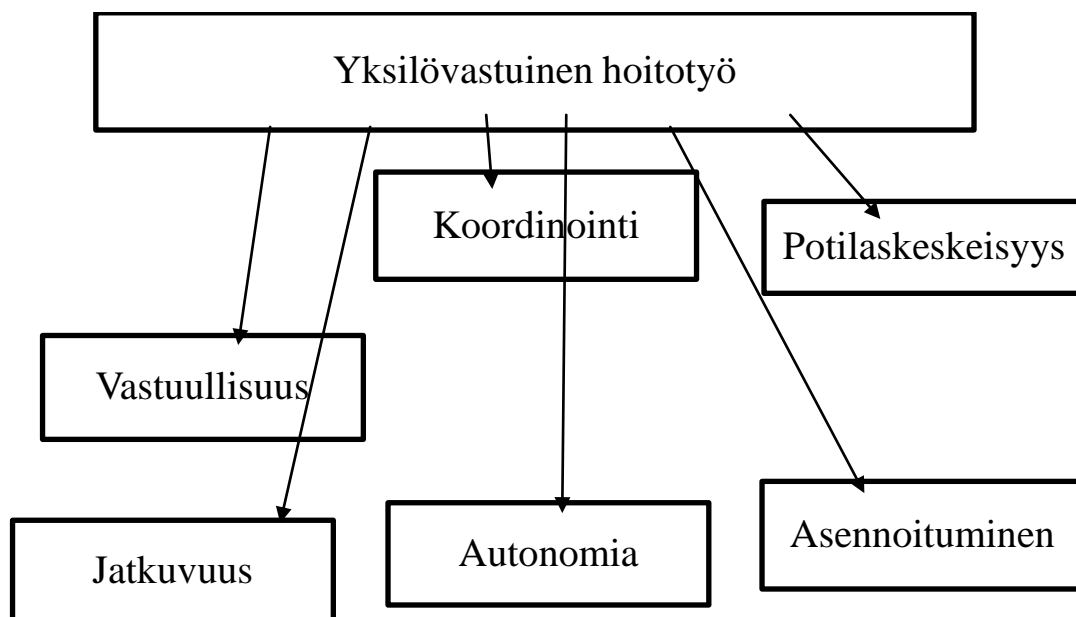 Yksilövastuinen hoitotyö
Koordinointi
Potilaskeskeisyys
Vastuullisuus
Jatkuvuus
Autonomia
Asennoituminen